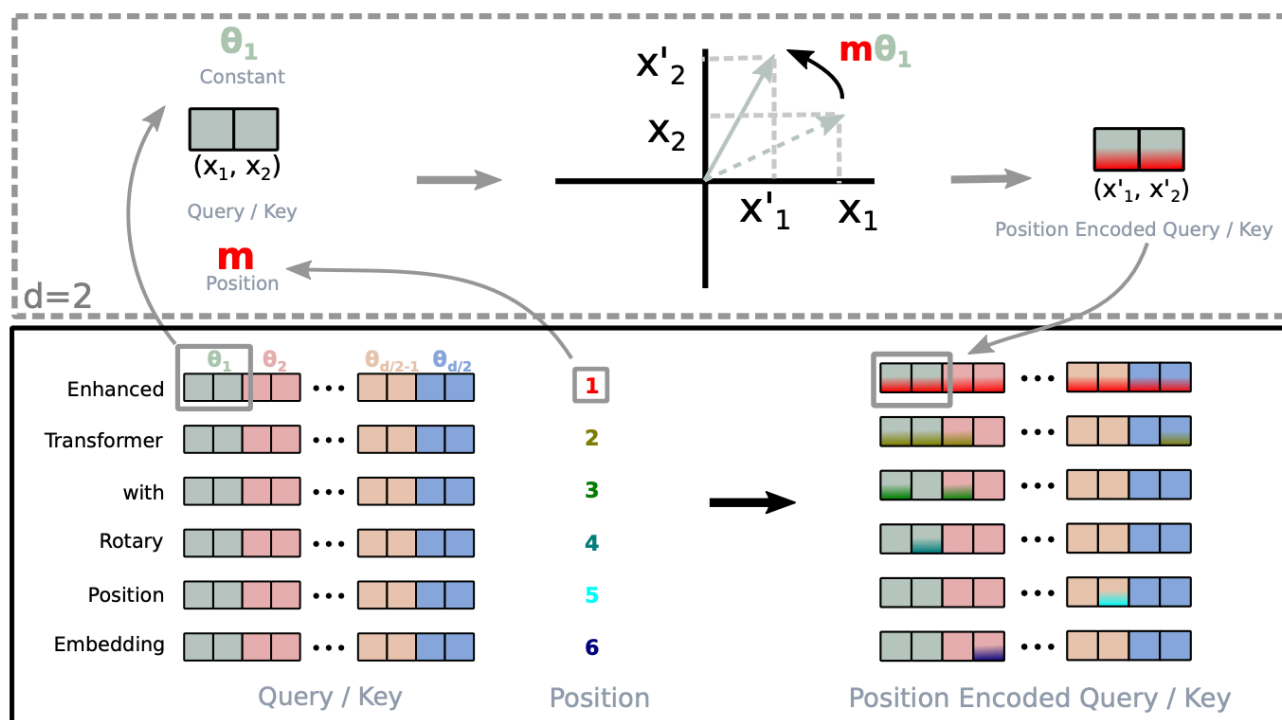 θ₁
Constant
(x₁, x₂)
Query / Key
m
Position
d=2
x'₂
x₂
x'₁
x₁
mθ₁
(x'₁, x'₂)
Position Encoded Query / Key
θ₁ θ₂ θd/2-1 θd/2
Enhanced ••• 1 •••
Transformer ••• 2 •••
with ••• 3 •••
Rotary ••• 4 •••
Position ••• 5 •••
Embedding ••• 6 •••
Query / Key Position Position Encoded Query / Key